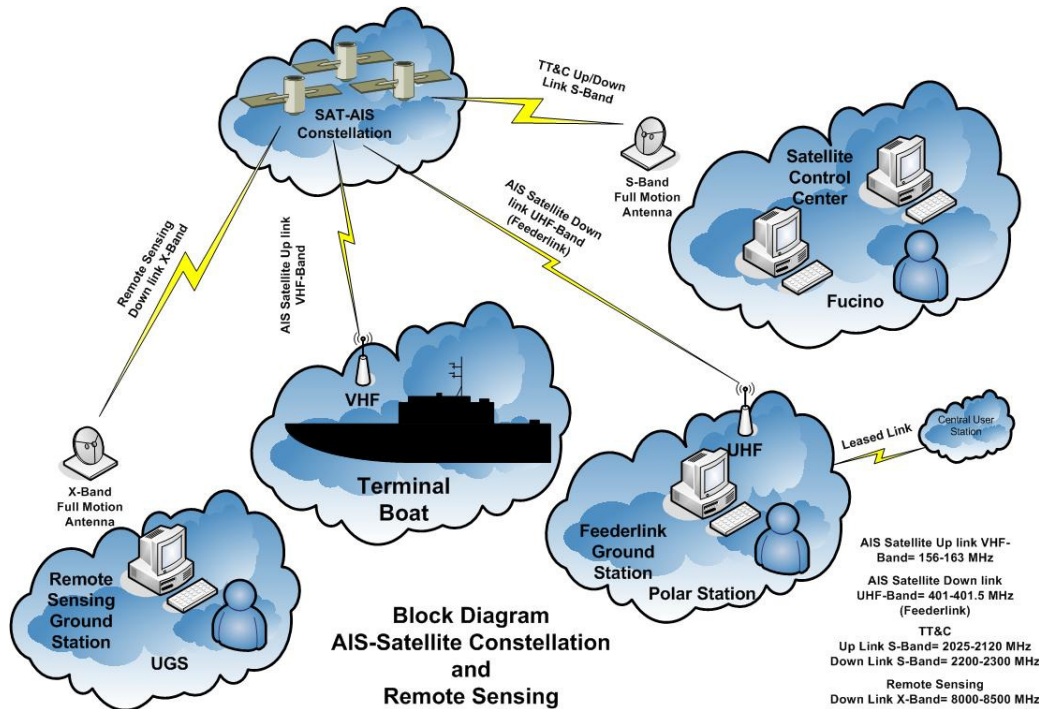 TT&C Up/Down
Link S-Band
SAT-AIS
Constellation
S-Band
Full Motion
Antenna
Satellite
Control
Center
Fucino
Remote Sensing
Down link X-Band
AIS Satellite Up link
VHF-Band
AIS Satellite Down
link UHF-Band
(Feederlink)
VHF
Terminal
Boat
X-Band
Full Motion
Antenna
Remote
Sensing
Ground
Station
UGS
UHF
Feederlink
Ground
Station
Polar Station
Leased Link
Central User
Station
Block Diagram
AIS-Satellite Constellation
and
Remote Sensing
AIS Satellite Up link VHF-
Band= 156-163 MHz
AIS Satellite Down link
UHF-Band= 401-401.5 MHz
(Feederlink)
TT&C
Up Link S-Band= 2025-2120 MHz
Down Link S-Band= 2200-2300 MHz
Remote Sensing
Down Link X-Band= 8000-8500 MHz